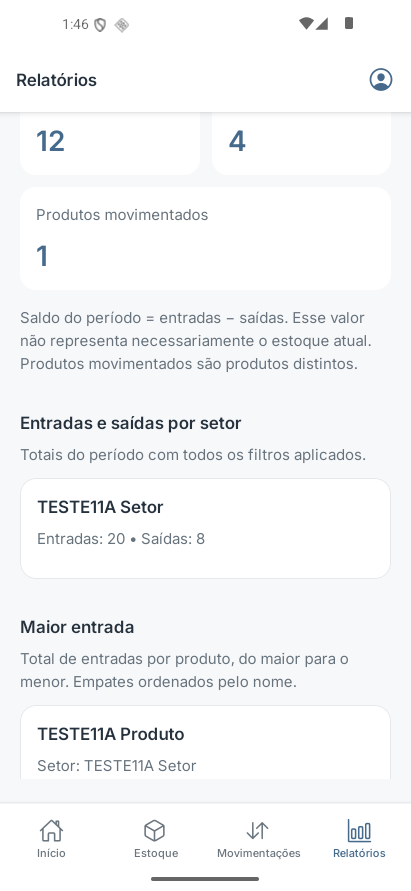 1:46
Relatórios
12
4
Produtos movimentados
1
Saldo do período = entradas − saídas. Esse valor
não representa necessariamente o estoque atual.
Produtos movimentados são produtos distintos.
Entradas e saídas por setor
Totais do período com todos os filtros aplicados.
TESTE11A Setor
Entradas: 20 • Saídas: 8
Maior entrada
Total de entradas por produto, do maior para o
menor. Empates ordenados pelo nome.
TESTE11A Produto
Setor: TESTE11A Setor
Início
Estoque
Movimentações
Relatórios